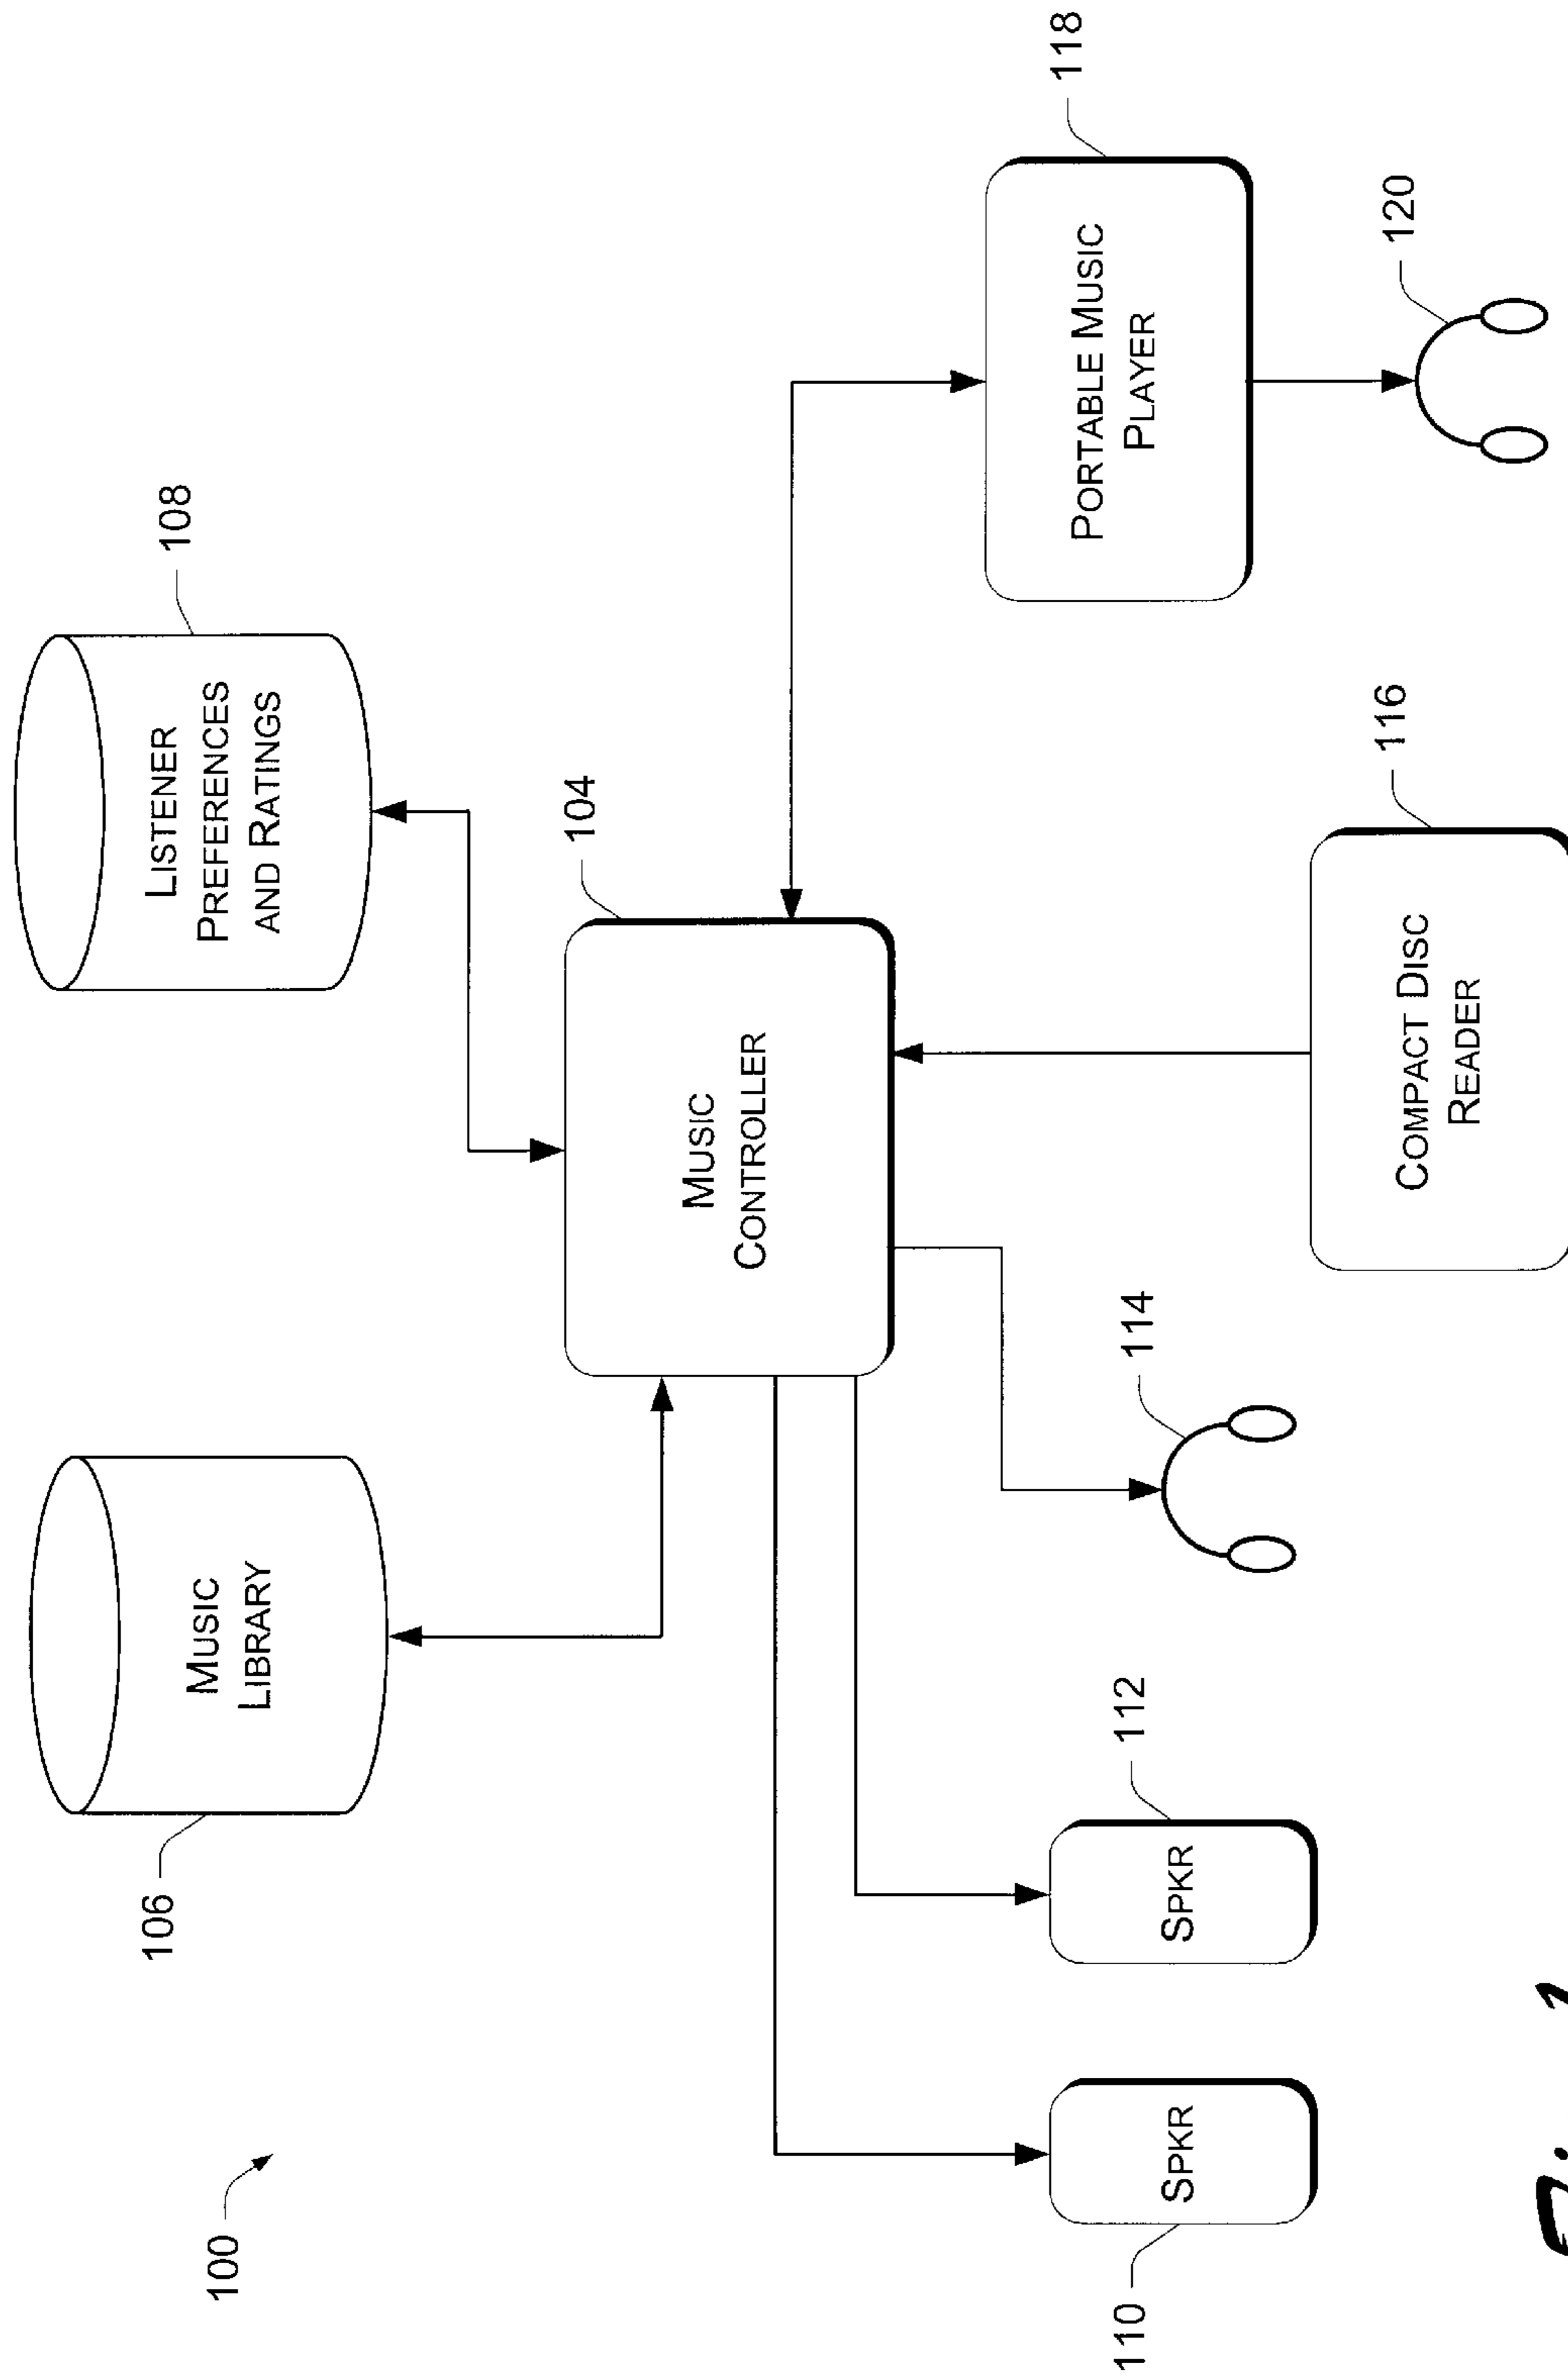 100
106
MUSIC
LIBRARY
LISTENER
PREFERENCES
AND RATINGS
108
MUSIC
CONTROLLER
104
110
SPKR
SPKR
112
114
COMPACT DISC
READER
116
PORTABLE MUSIC
PLAYER
118
120